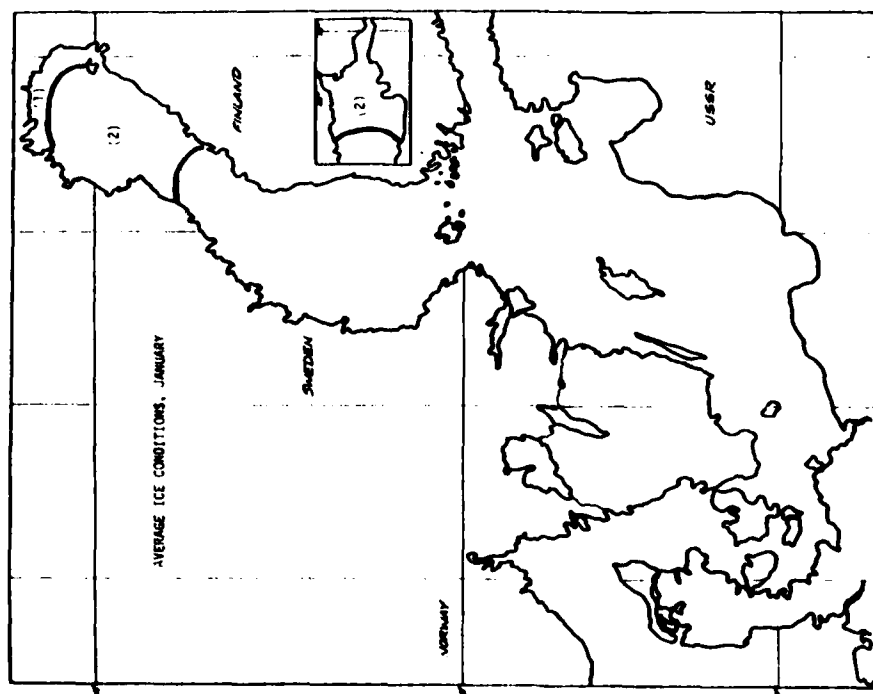 AVERAGE ICE CONDITIONS, JANUARY
(1)
(2)
FINLAND
(2)
SWEDEN
NORWAY
USSR